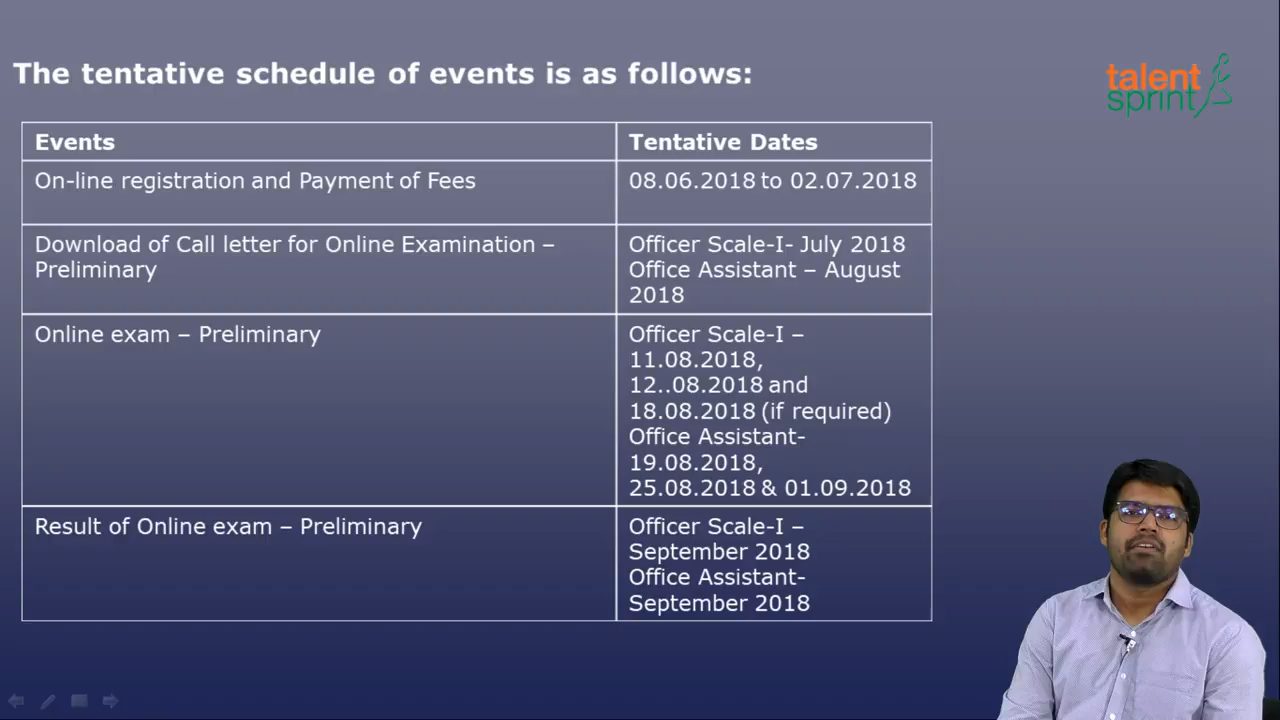 The tentative schedule of events is as follows:
talent
sprint
Events
Tentative Dates
On-line registration and Payment of Fees
08.06.2018 to 02.07.2018
Download of Call letter for Online Examination –
Preliminary
Officer Scale-I- July 2018
Office Assistant – August
2018
Online exam – Preliminary
Officer Scale-I –
11.08.2018,
12..08.2018 and
18.08.2018 (if required)
Office Assistant-
19.08.2018,
25.08.2018 & 01.09.2018
Result of Online exam – Preliminary
Officer Scale-I –
September 2018
Office Assistant-
September 2018